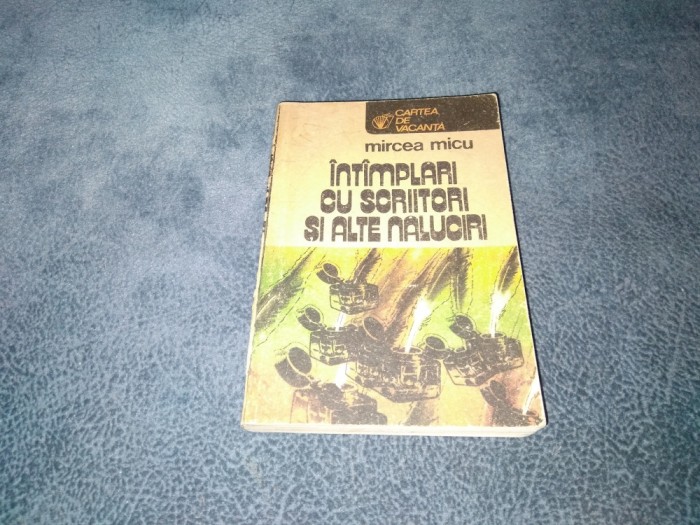 CARTEA
DE
VACANȚĂ
mircea micu
ÎNTÎMPLĂRI
CU SCRIITORI
ȘI ALTE NĂLUCIRI